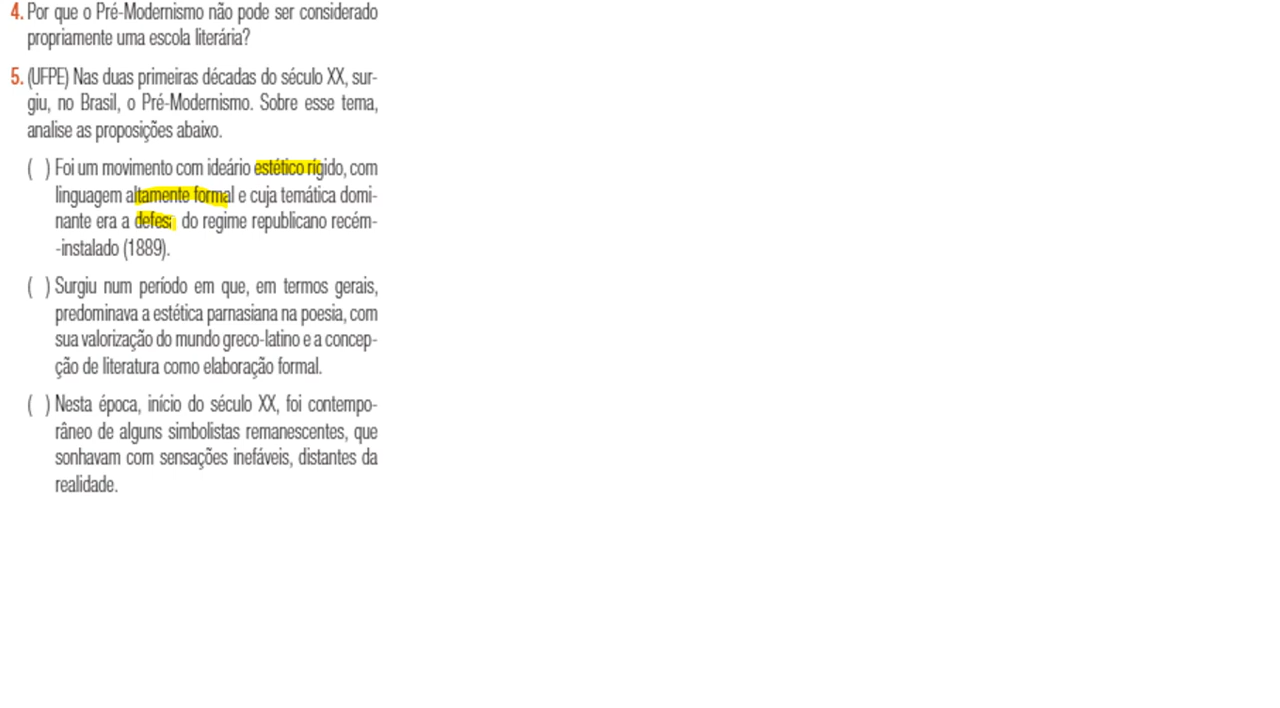 4. Por que o Pré-Modernismo não pode ser considerado
propriamente uma escola literária?
5. (UFPE) Nas duas primeiras décadas do século XX, sur-
giu, no Brasil, o Pré-Modernismo. Sobre esse tema,
analise as proposições abaixo.
( ) Foi um movimento com ideário estético rígido, com
linguagem altamente formal e cuja temática domi-
nante era a defes do regime republicano recém-
-instalado (1889).
( ) Surgiu num período em que, em termos gerais,
predominava a estética parnasiana na poesia, com
sua valorização do mundo greco-latino e a concep-
ção de literatura como elaboração formal.
( ) Nesta época, início do século XX, foi contempo-
râneo de alguns simbolistas remanescentes, que
sonhavam com sensações inefáveis, distantes da
realidade.